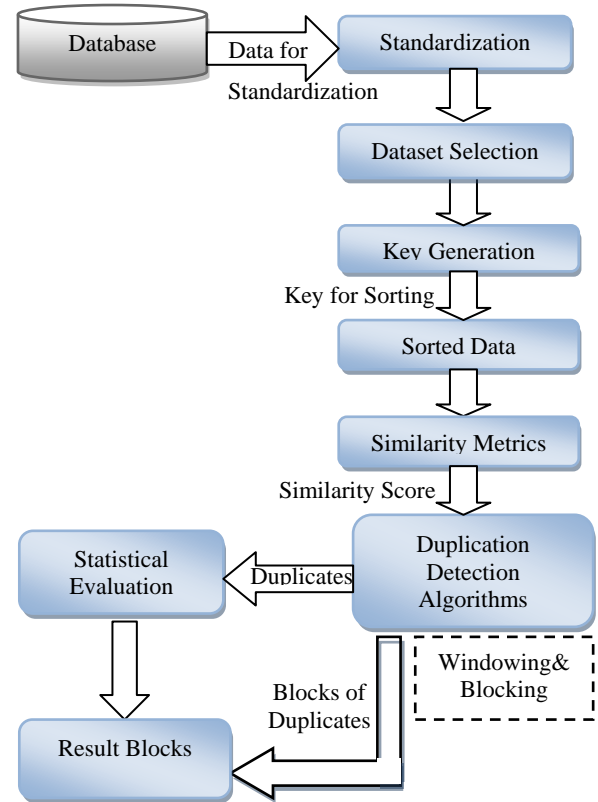 Database
Data for
Standardization
Standardization
Dataset Selection
Key Generation
Key for Sorting
Sorted Data
Similarity Metrics
Similarity Score
Duplication
Detection
Algorithms
Duplicates
Statistical
Evaluation
Windowing&
Blocking
Blocks of
Duplicates
Result Blocks